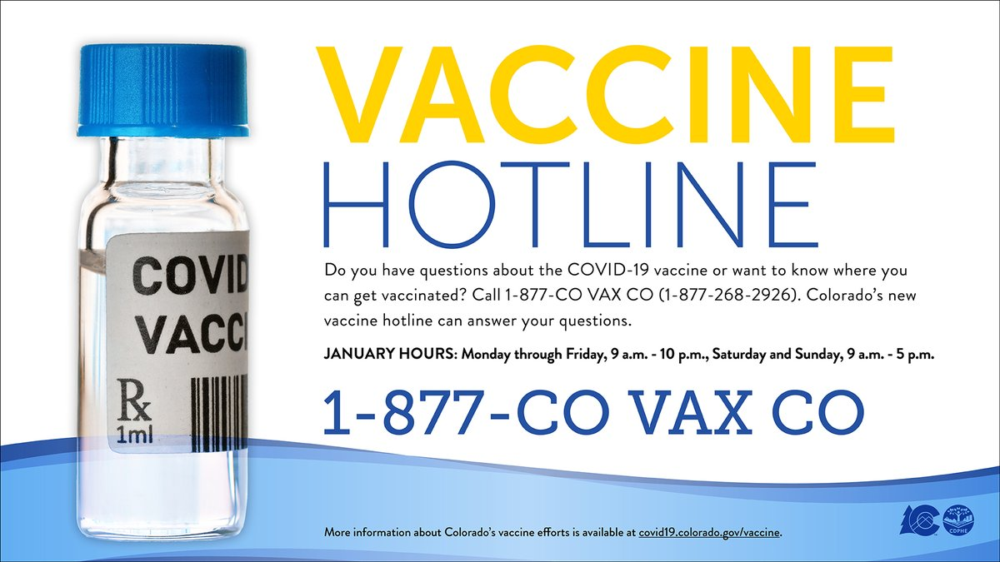 VACCINE
HOTLINE
Do you have questions about the COVID-19 vaccine or want to know where you
can get vaccinated? Call 1-877-CO VAX CO (1-877-268-2926). Colorado's new
vaccine hotline can answer your questions.
JANUARY HOURS: Monday through Friday, 9 a.m. - 10 p.m., Saturday and Sunday, 9 a.m. - 5 p.m.
1-877-CO VAX CO
COVID
VACCI
Rx
1ml
More information about Colorado's vaccine efforts is available at covid19.colorado.gov/vaccine.
CO
CDPHE